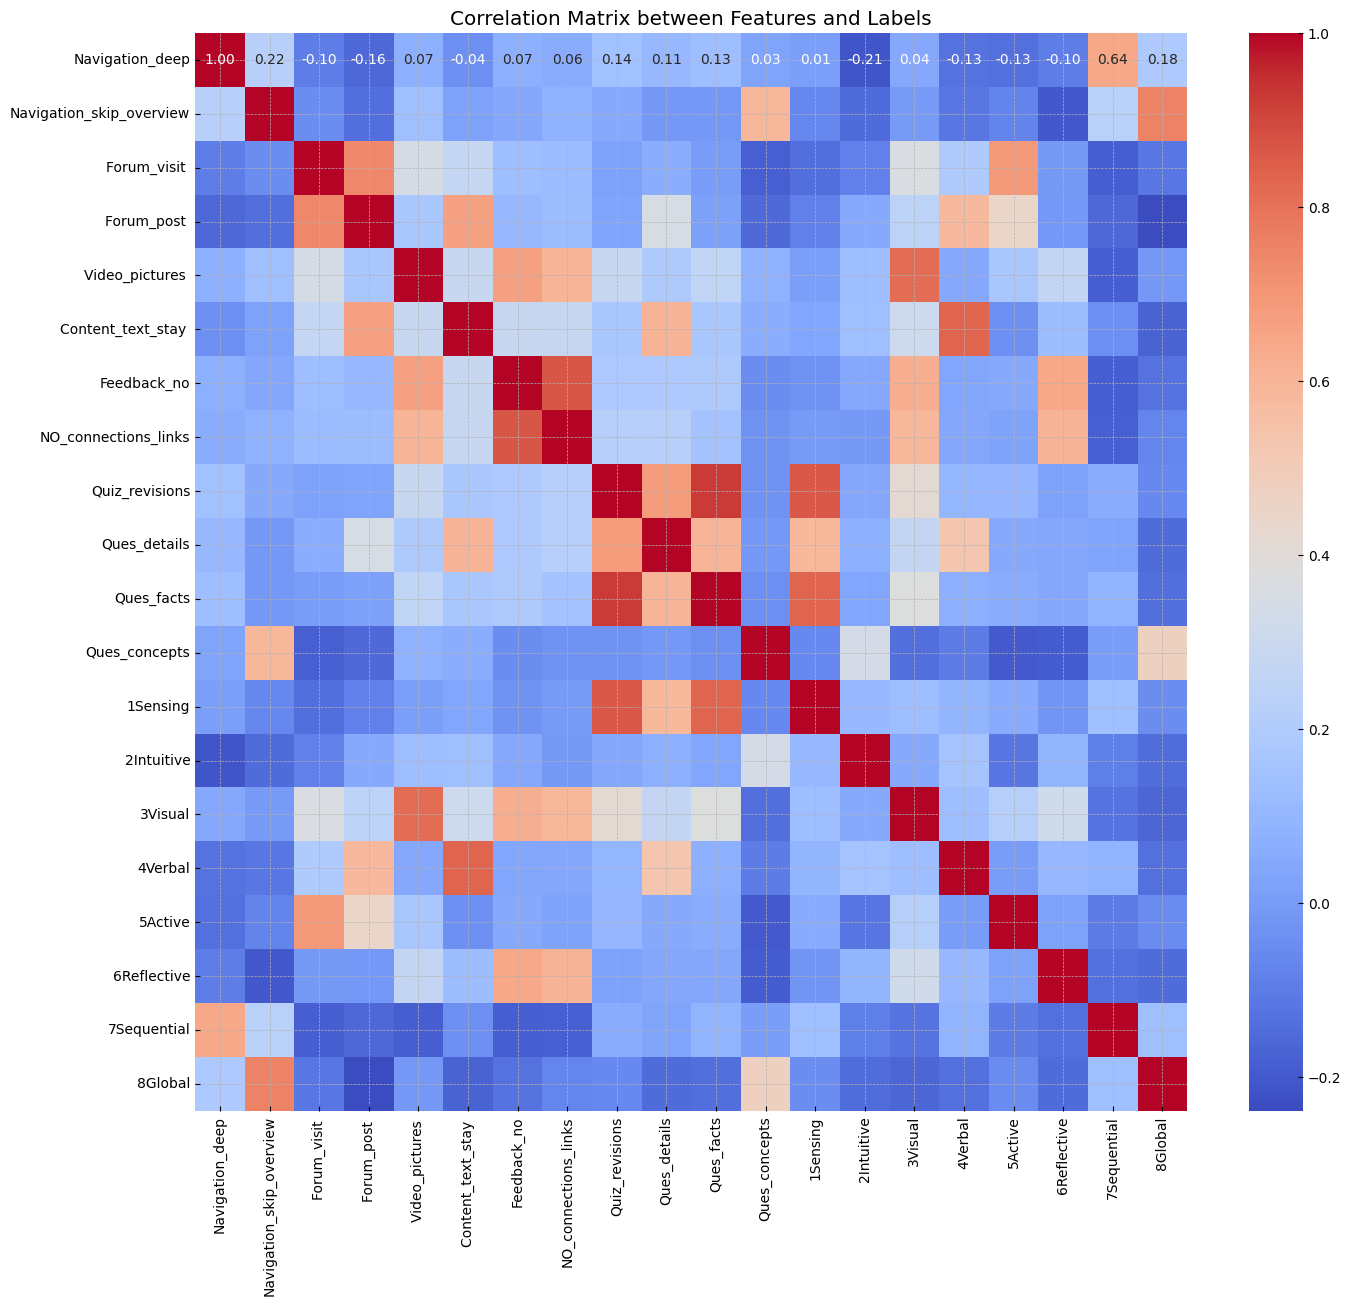 Correlation Matrix between Features and Labels
Navigation_deep
1.00 0.22 -0.10 -0.16 0.07 -0.04 0.07 0.06 0.14 0.11 0.13 0.03 0.01 -0.21 0.04 -0.13 -0.13 -0.10 0.64 0.18
Navigation_skip_overview
Forum_visit
Forum_post
Video_pictures
Content_text_stay
Feedback_no
NO_connections_links
Quiz_revisions
Ques_details
Ques_facts
Ques_concepts
1Sensing
2Intuitive
3Visual
4Verbal
5Active
6Reflective
7Sequential
8Global
Navigation_deep
Navigation_skip_overview
Forum_visit
Forum_post
Video_pictures
Content_text_stay
Feedback_no
NO_connections_links
Quiz_revisions
Ques_details
Ques_facts
Ques_concepts
1Sensing
2Intuitive
3Visual
4Verbal
5Active
6Reflective
7Sequential
8Global
1.0
0.8
0.6
0.4
0.2
0.0
−0.2